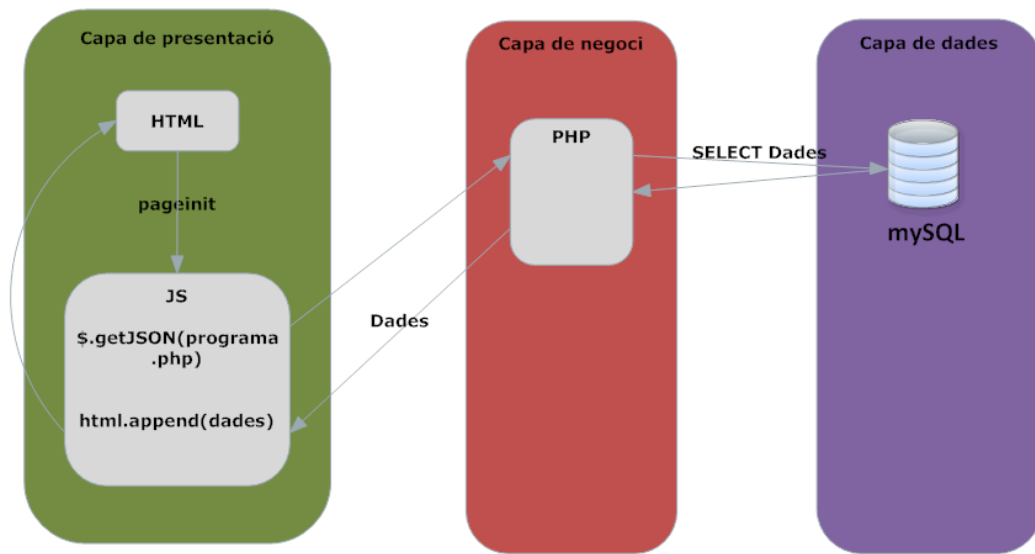 Capa de presentació
HTML
pageinit
JS
$.getJSON(programa
.php)
html.append(dades)
Capa de negoci
PHP
SELECT Dades
Dades
Capa de dades
mySQL